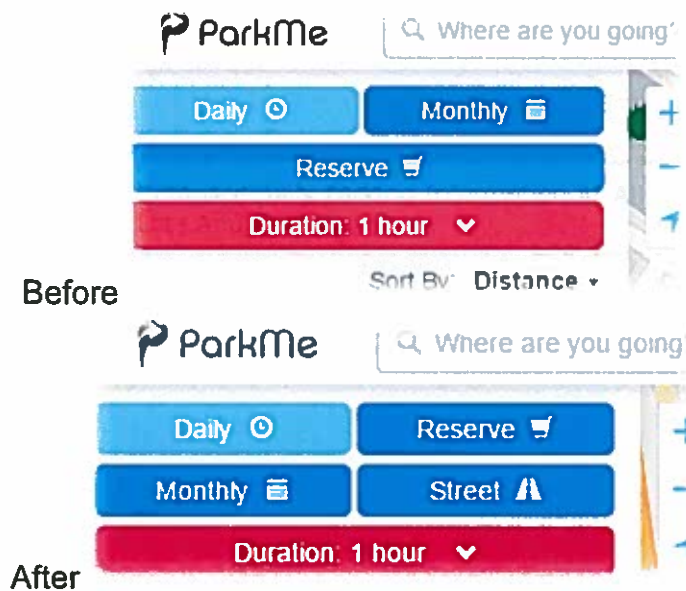 ParkMe Where are you going?
Daily Monthly
Reserve
Duration: 1 hour
Sort By: Distance
Before
ParkMe Where are you going
Daily Reserve
Monthly Street
Duration: 1 hour
After